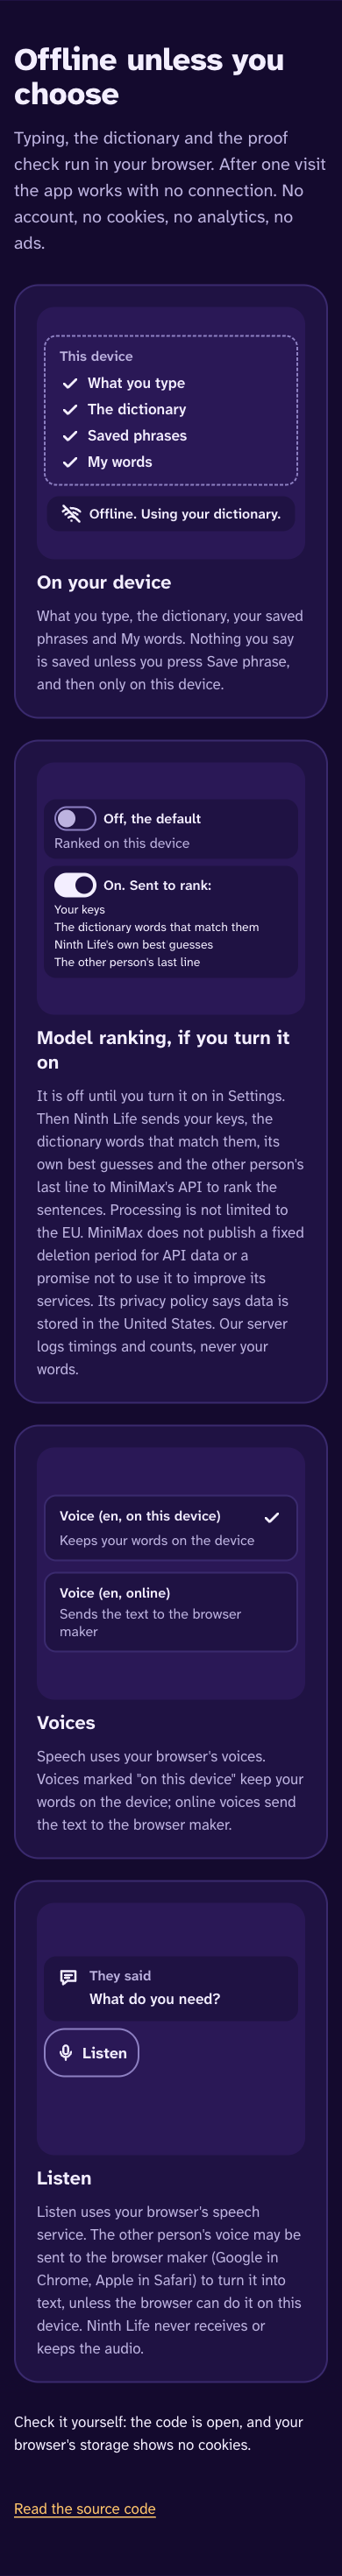 Offline unless you
choose
Typing, the dictionary and the proof
check run in your browser. After one visit
the app works with no connection. No
account, no cookies, no analytics, no
ads.
This device
What you type
The dictionary
Saved phrases
My words
Offline. Using your dictionary.
On your device
What you type, the dictionary, your saved
phrases and My words. Nothing you say
is saved unless you press Save phrase,
and then only on this device.
Off, the default
Ranked on this device
On. Sent to rank:
Your keys
The dictionary words that match them
Ninth Life's own best guesses
The other person's last line
Model ranking, if you turn it
on
It is off until you turn it on in Settings.
Then Ninth Life sends your keys, the
dictionary words that match them, its
own best guesses and the other person's
last line to MiniMax's API to rank the
sentences. Processing is not limited to
the EU. MiniMax does not publish a fixed
deletion period for API data or a
promise not to use it to improve its
services. Its privacy policy says data is
stored in the United States. Our server
logs timings and counts, never your
words.
Voice (en, on this device)
Keeps your words on the device
Voice (en, online)
Sends the text to the browser
maker
Voices
Speech uses your browser's voices.
Voices marked "on this device" keep your
words on the device; online voices send
the text to the browser maker.
They said
What do you need?
Listen
Listen
Listen uses your browser's speech
service. The other person's voice may be
sent to the browser maker (Google in
Chrome, Apple in Safari) to turn it into
text, unless the browser can do it on this
device. Ninth Life never receives or
keeps the audio.
Check it yourself: the code is open, and your
browser's storage shows no cookies.
Read the source code